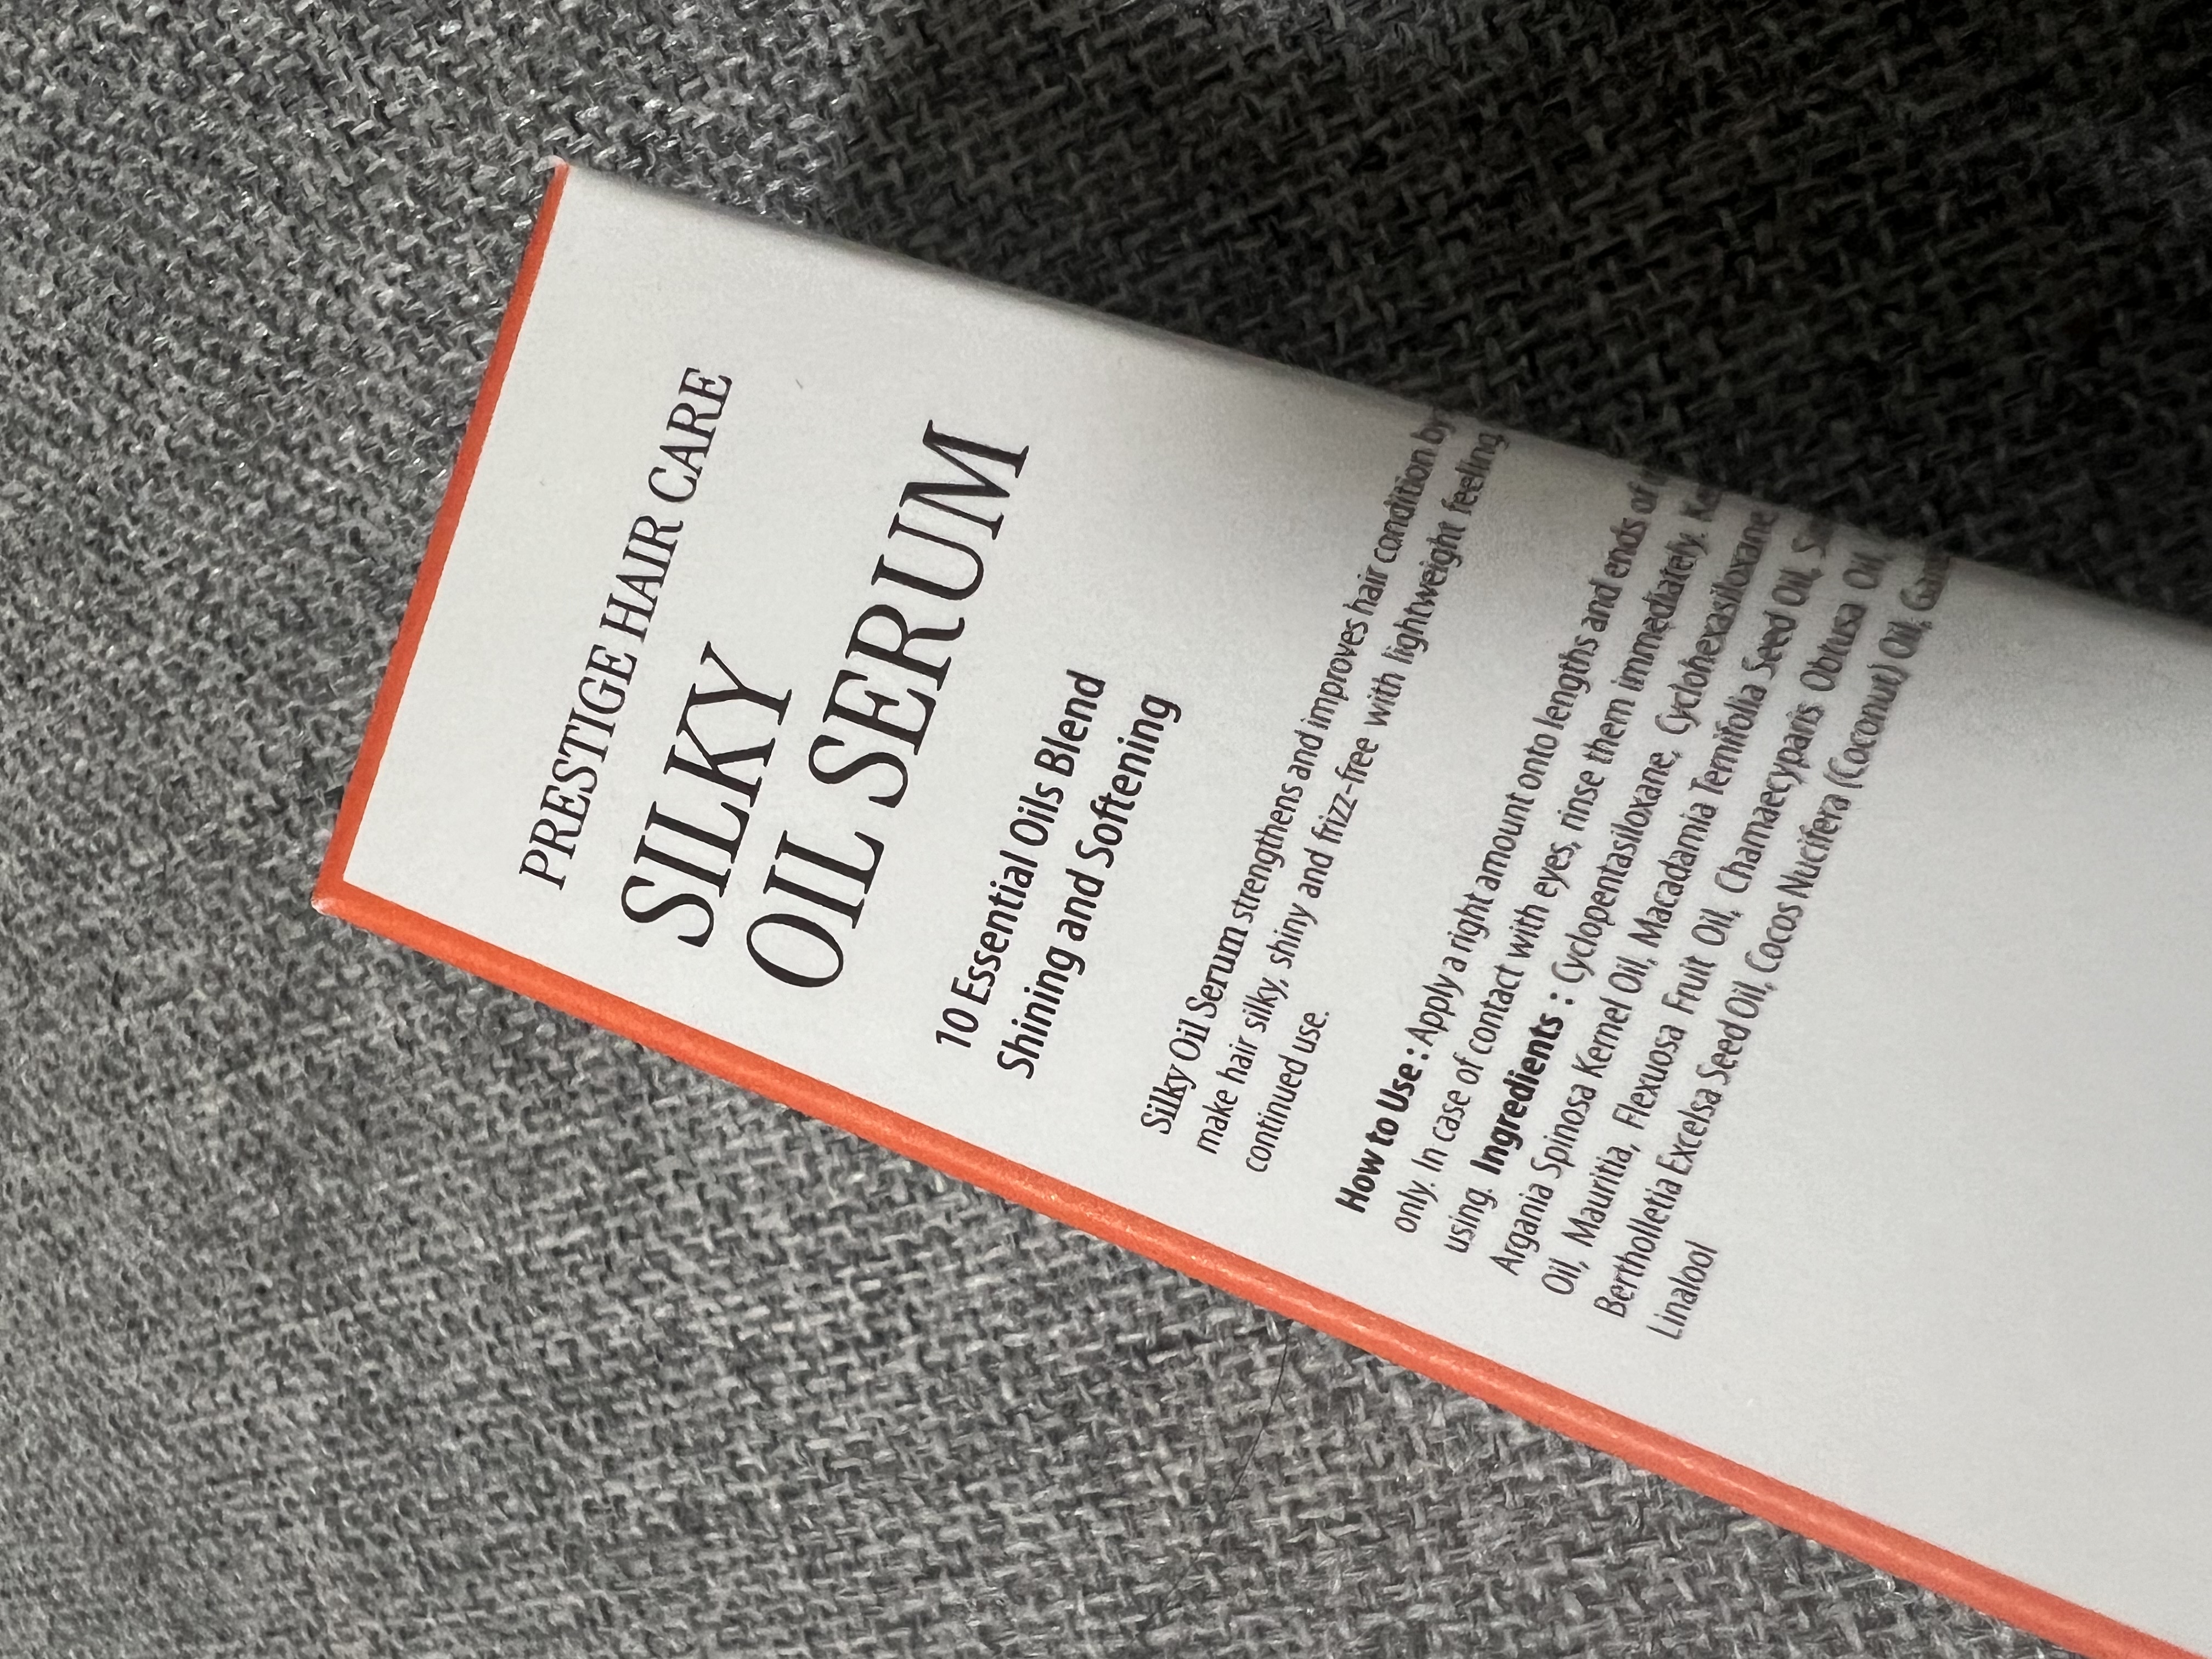 PRESTIGE HAIR CARE
SILKY
OIL SERUM
10 Essential Oils Blend
Shining and Softening
Silky Oil Serum strengthens and improves hair condition by
make hair silky, shiny and frizz-free with lightweight feeling
continued use.
How to Use : Apply a right amount onto lengths and ends of
only. In case of contact with eyes, rinse them immediately.
using. Ingredients : Cyclopentasiloxane, Cyclohexasiloxane
Argania Spinosa Kernel Oil, Macadamia Ternifolia Seed Oil,
Oil, Mauritia, Flexuosa Fruit Oil, Chamaecyparis Obtusa Oil,
Bertholletia Excelsa Seed Oil, Cocos Nucifera (Coconut) Oil,
Linalool